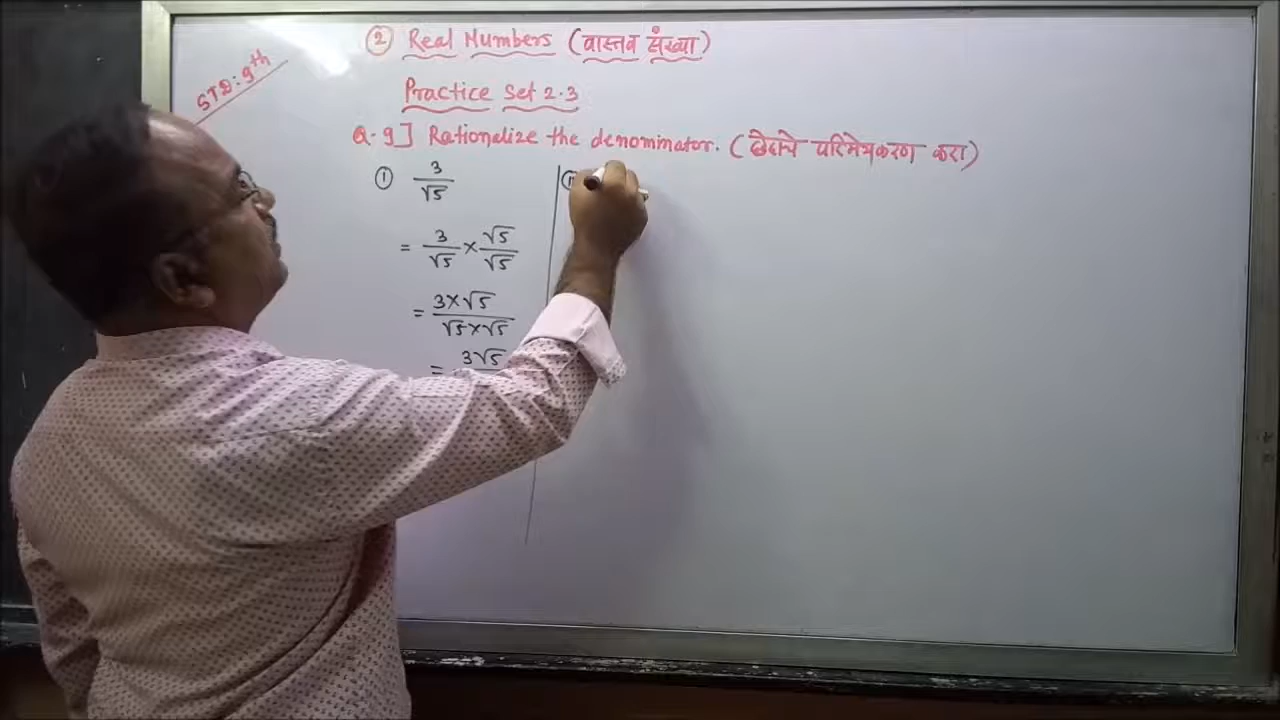 ② Real Numbers (वास्तव संख्या)
STD: 9th
Practice Set 2.3
Q.9] Rationalize the denominator. (छेदाचे परिमेयकरण करा)
① 3/√5
= 3/√5 × √5/√5
= 3×√5/√5×√5
= 3√5